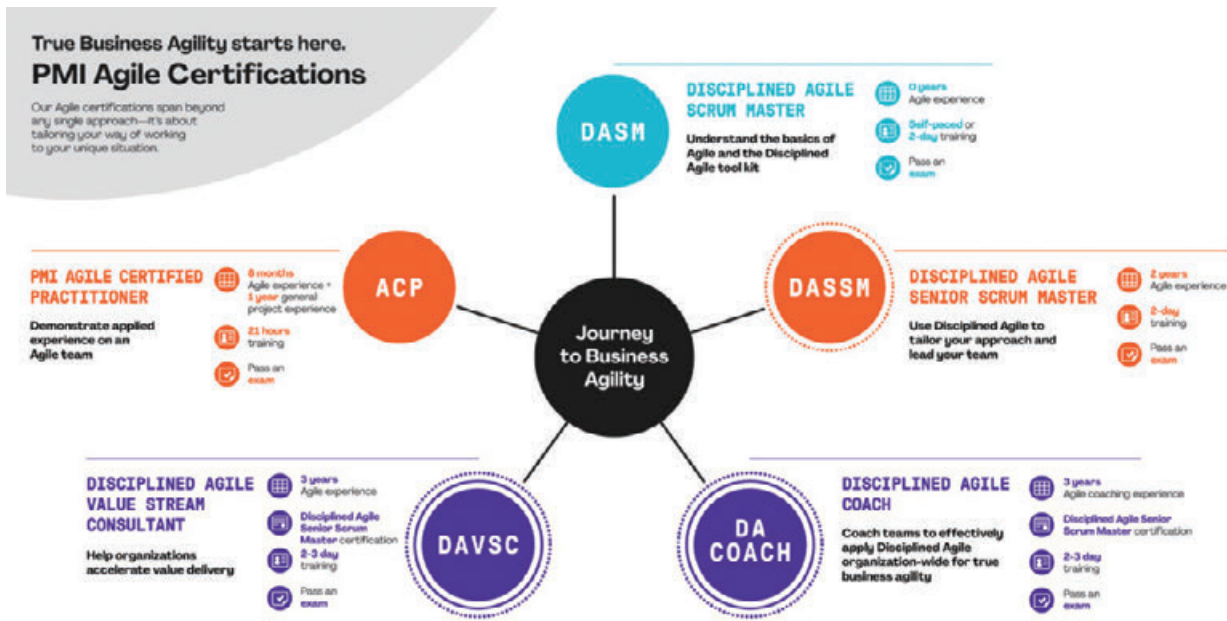 True Business Agility starts here.
PMI Agile Certifications
Our Agile certifications span beyond
any single approach—it's about
tailoring your way of working
to your unique situation.
DASM
DISCIPLINED AGILE
SCRUM MASTER
Understand the basics of
Agile and the Disciplined
Agile tool kit
0 years
Agile experience
Self-paced or
2-day training
Pass an
exam
PMI AGILE CERTIFIED
PRACTITIONER
Demonstrate applied
experience on an
Agile team
8 months
Agile experience +
1 year general
project experience
21 hours
training
Pass an
exam
ACP
Journey
to Business
Agility
DASSM
DISCIPLINED AGILE
SENIOR SCRUM MASTER
Use Disciplined Agile to
tailor your approach and
lead your team
2 years
Agile experience
2-day
training
Pass an
exam
DISCIPLINED AGILE
VALUE STREAM
CONSULTANT
Help organizations
accelerate value delivery
3 years
Agile experience
Disciplined Agile
Senior Scrum
Master certification
2-3 day
training
Pass an
exam
DAVSC
DA
COACH
DISCIPLINED AGILE
COACH
Coach teams to effectively
apply Disciplined Agile
organization-wide for true
business agility
3 years
Agile coaching experience
Disciplined Agile Senior
Scrum Master certification
2-3 day
training
Pass an
exam